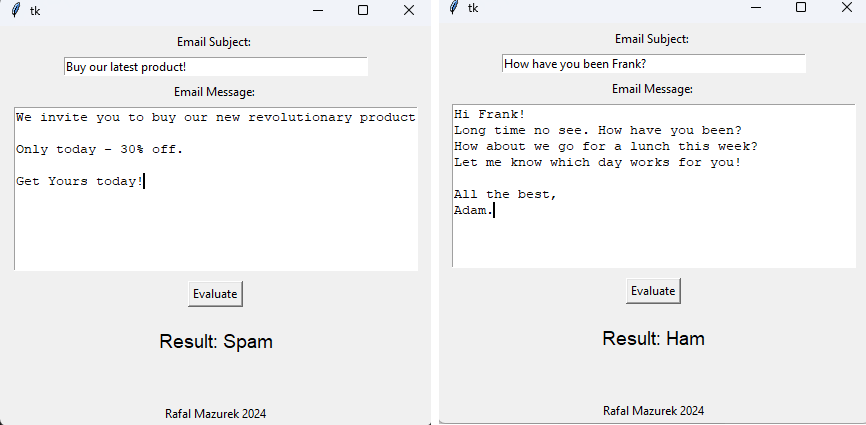 tk
Email Subject:
Buy our latest product!
Email Message:
We invite you to buy our new revolutionary product
Only today - 30% off.
Get Yours today!
Evaluate
Result: Spam
Rafal Mazurek 2024
tk
Email Subject:
How have you been Frank?
Email Message:
Hi Frank!
Long time no see. How have you been?
How about we go for a lunch this week?
Let me know which day works for you!
All the best,
Adam.
Evaluate
Result: Ham
Rafal Mazurek 2024